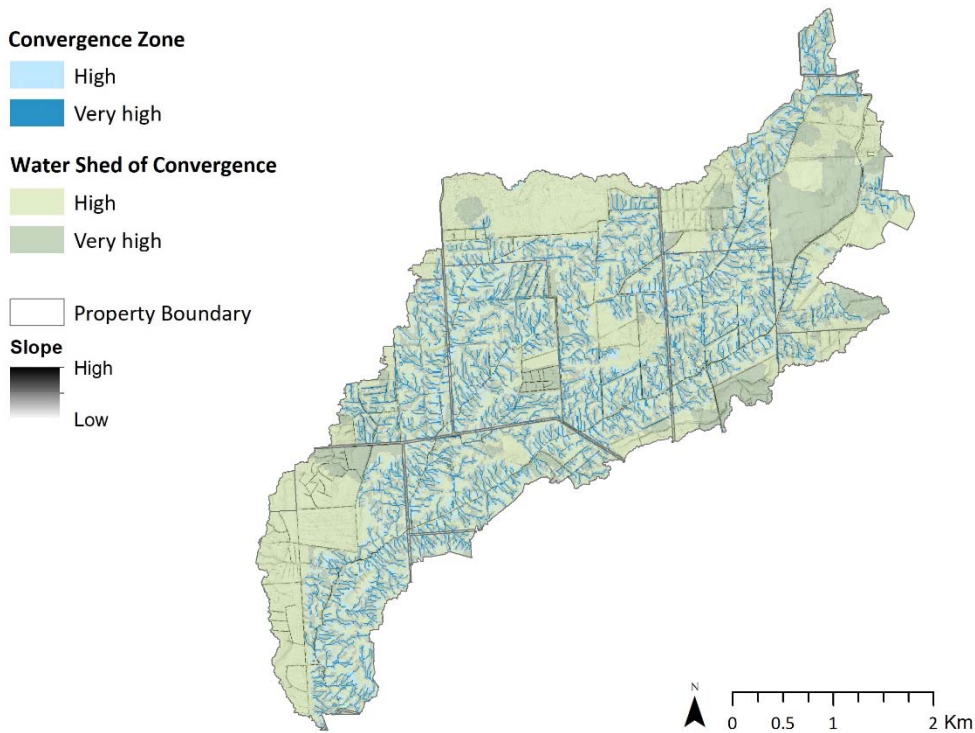 Convergence Zone
High
Very high
Water Shed of Convergence
High
Very high
Property Boundary
Slope
High
Low
N
0 0.5 1 2 Km